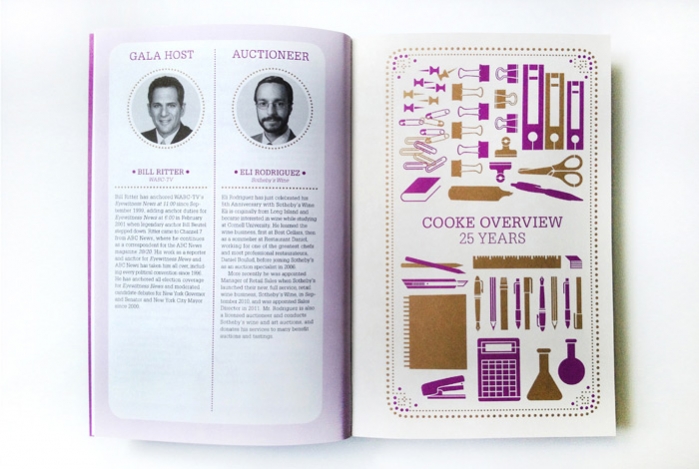 GALA HOST
BILL RITTER
WABC-TV
Bill Ritter has anchored WABC-TV's
Eyewitness News at 11:00 since Sep-
tember 1999, adding anchor duties for
Eyewitness News at 6:00 in February
2001 when legendary anchor Bill Beutel
stepped down. Ritter came to Channel 7
from ABC News, where he continues
as a correspondent for the ABC News
magazine 20/20. His work as a reporter
and anchor for Eyewitness News and
ABC News has taken him all over, includ-
ing every political convention since 1996.
He has anchored all election coverage
for Eyewitness News and moderated
candidate debates for New York Governor
and Senator and New York City Mayor
since 2000.
AUCTIONEER
ELI RODRIGUEZ
Sotheby's Wine
Eli Rodriguez has just celebrated his
5th Anniversary with Sotheby's Wine.
Eli is originally from Long Island and
became interested in wine while studying
at Cornell University. He learned the
wine business, first at Best Cellars, then
as a sommelier at Restaurant Daniel,
working for one of the greatest chefs
and most professional restaurateurs,
Daniel Boulud, before joining Sotheby's
as an auction specialist in 2006.
More recently he was appointed
Manager of Retail Sales when Sotheby's
launched their new, full service, retail
wine business, Sotheby's Wine, in Sep-
tember 2010, and was appointed Sales
Director in 2011. Mr. Rodriguez is also
a licensed auctioneer and conducts
Sotheby's wine and art auctions, and
donates his services to many benefit
auctions and tastings.
COOKE OVERVIEW
25 YEARS